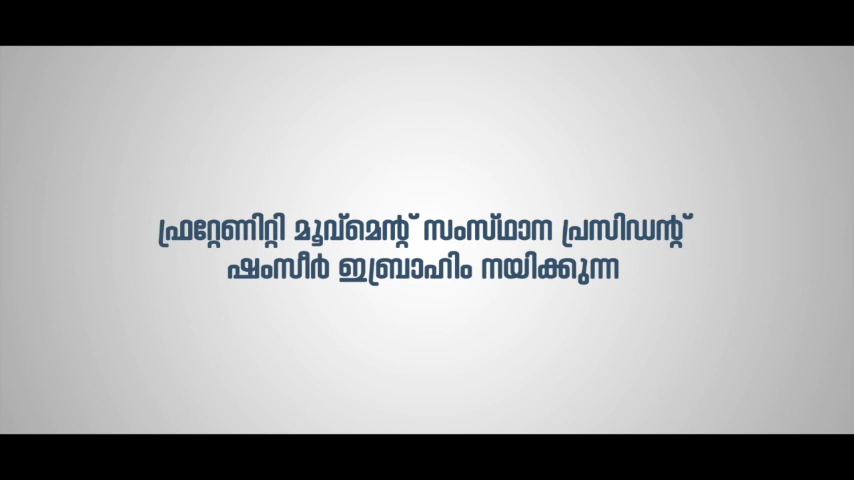 ഫ്രറ്റേണിറ്റി മൂവ്മെന്റ് സംസ്ഥാന പ്രസിഡന്റ്
ഷംസീർ ഇബ്രാഹിം നയിക്കുന്ന